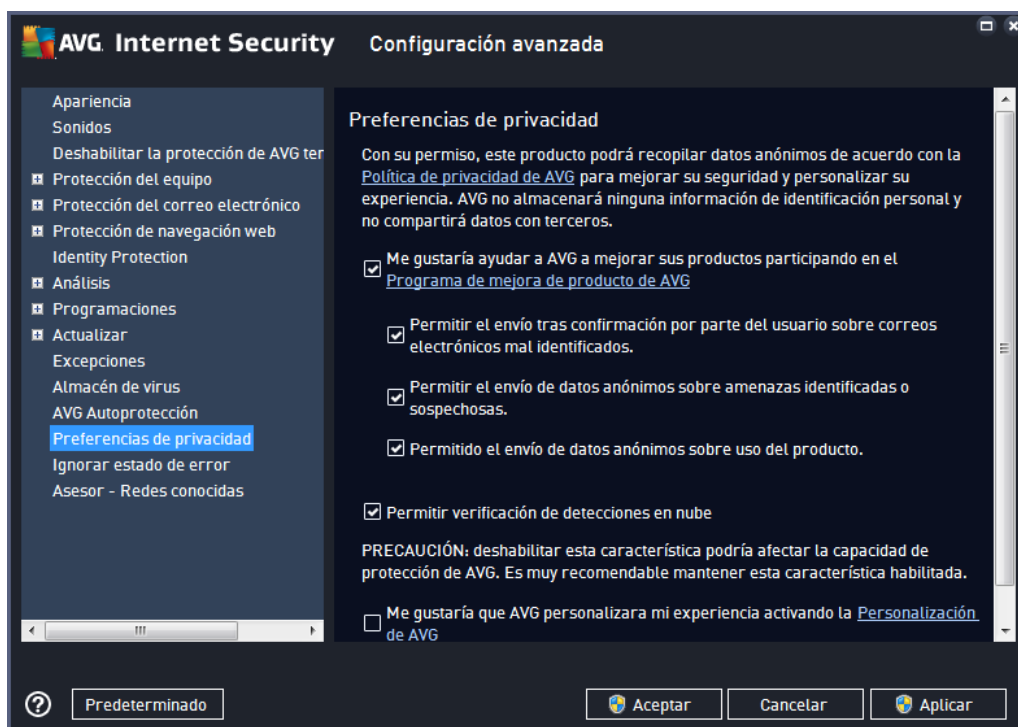 AVG. Internet Security
Configuración avanzada
Apariencia
Sonidos
Deshabilitar la protección de AVG ter
Protección del equipo
Protección del correo electrónico
Protección de navegación web
Identity Protection
Análisis
Programaciones
Actualizar
Excepciones
Almacén de virus
AVG Autoprotección
Preferencias de privacidad
Ignorar estado de error
Asesor - Redes conocidas
Preferencias de privacidad
Con su permiso, este producto podrá recopilar datos anónimos de acuerdo con la
Política de privacidad de AVG para mejorar su seguridad y personalizar su
experiencia. AVG no almacenará ninguna información de identificación personal y
no compartirá datos con terceros.
Me gustaría ayudar a AVG a mejorar sus productos participando en el
Programa de mejora de producto de AVG
Permitir el envío tras confirmación por parte del usuario sobre correos
electrónicos mal identificados.
Permitir el envío de datos anónimos sobre amenazas identificadas o
sospechosas.
Permitido el envío de datos anónimos sobre uso del producto.
Permitir verificación de detecciones en nube
PRECAUCIÓN: deshabilitar esta característica podría afectar la capacidad de
protección de AVG. Es muy recomendable mantener esta característica habilitada.
Me gustaría que AVG personalizara mi experiencia activando la Personalización
de AVG
Predeterminado
Aceptar
Cancelar
Aplicar